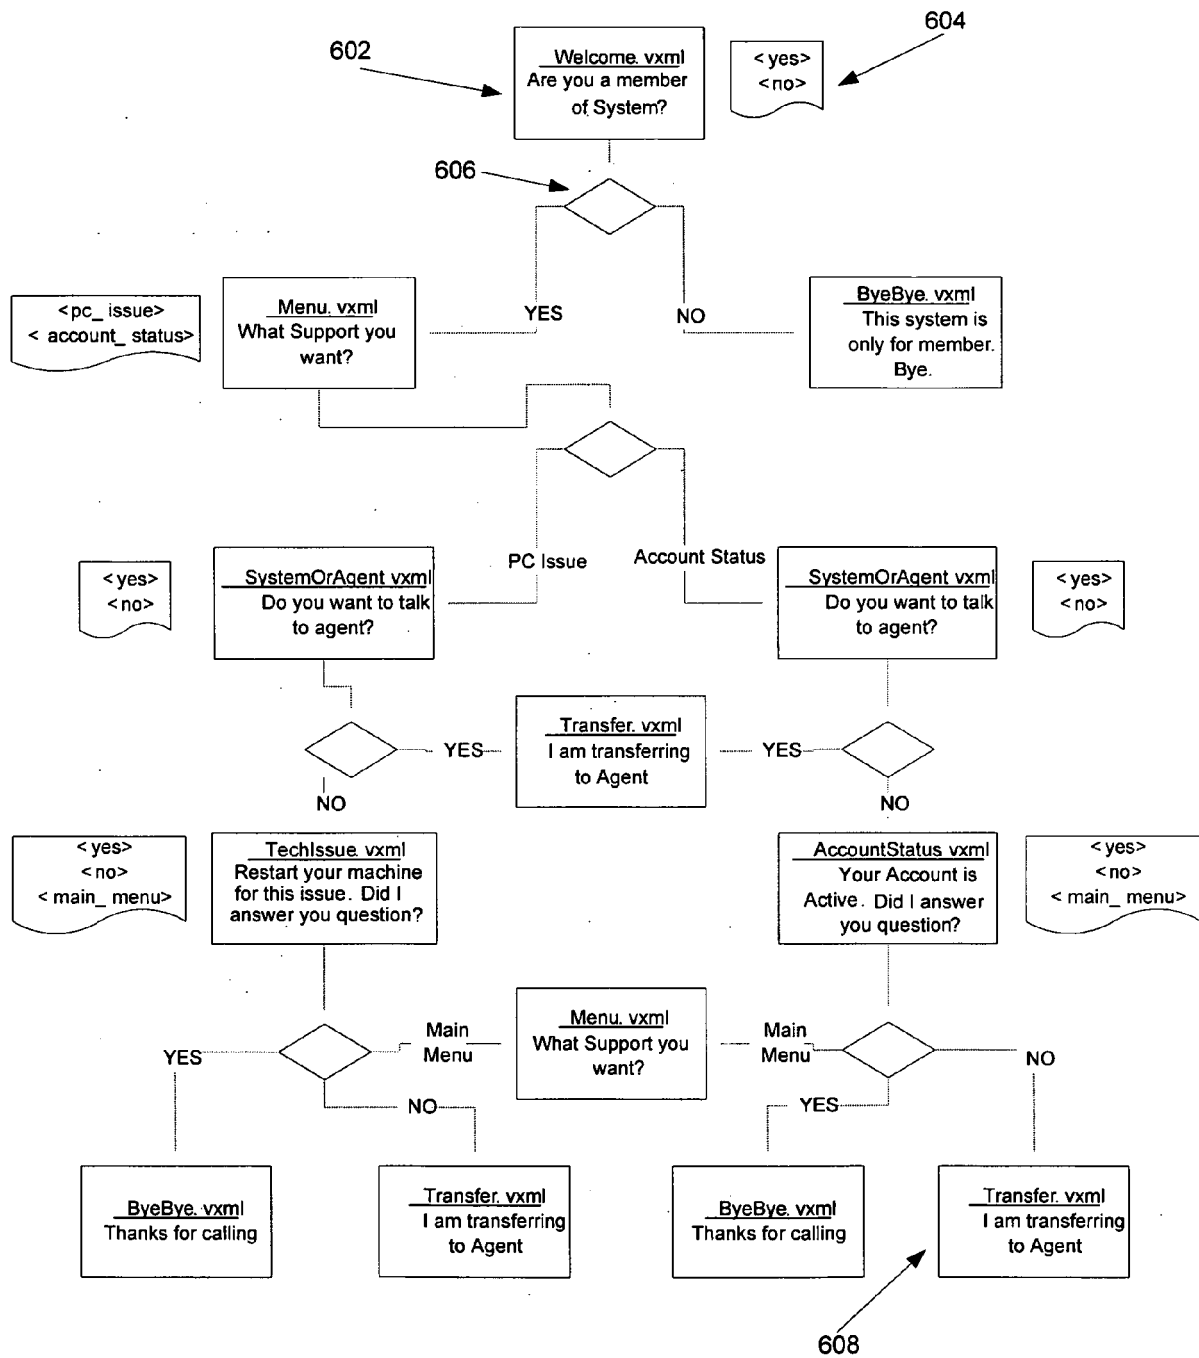 602
604
Welcome. vxml
Are you a member
of System?
<yes>
<no>
606
YES
NO
<pc_ issue>
< account_ status>
Menu. vxml
What Support you
want?
ByeBye. vxml
This system is
only for member.
Bye.
PC Issue
Account Status
<yes>
<no>
SystemOrAgent vxml
Do you want to talk
to agent?
SystemOrAgent vxml
Do you want to talk
to agent?
<yes>
<no>
YES
Transfer. vxml
I am transferring
to Agent
YES
NO
NO
<yes>
<no>
< main_ menu>
TechIssue. vxml
Restart your machine
for this issue. Did I
answer you question?
AccountStatus vxml
Your Account is
Active. Did I answer
you question?
<yes>
<no>
< main_ menu>
YES
Main
Menu
Menu. vxml
What Support you
want?
Main
Menu
NO
NO
YES
ByeBye. vxml
Thanks for calling
Transfer. vxml
I am transferring
to Agent
ByeBye. vxml
Thanks for calling
Transfer. vxml
I am transferring
to Agent
608